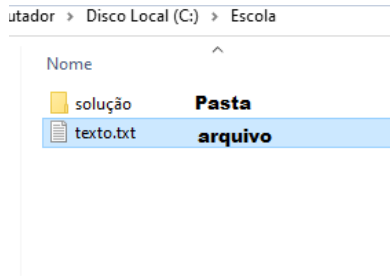 utador > Disco Local (C:) > Escola
Nome
solução Pasta
texto.txt arquivo